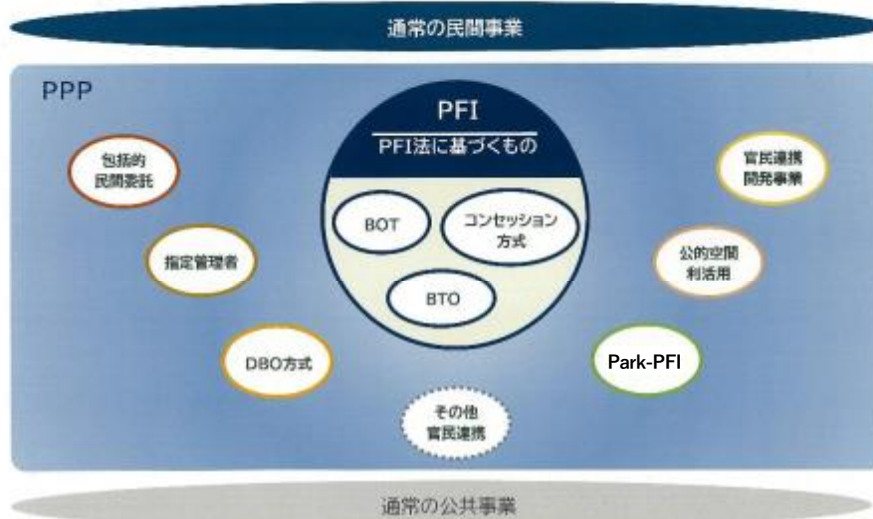 通常の民間事業
PPP
PFI
PFI法に基づくもの
包括的
民間委託
官民連携
開発事業
BOT
コンセッション
方式
指定管理者
公的空間
利活用
BTO
DBO方式
Park-PFI
その他
官民連携
通常の公共事業